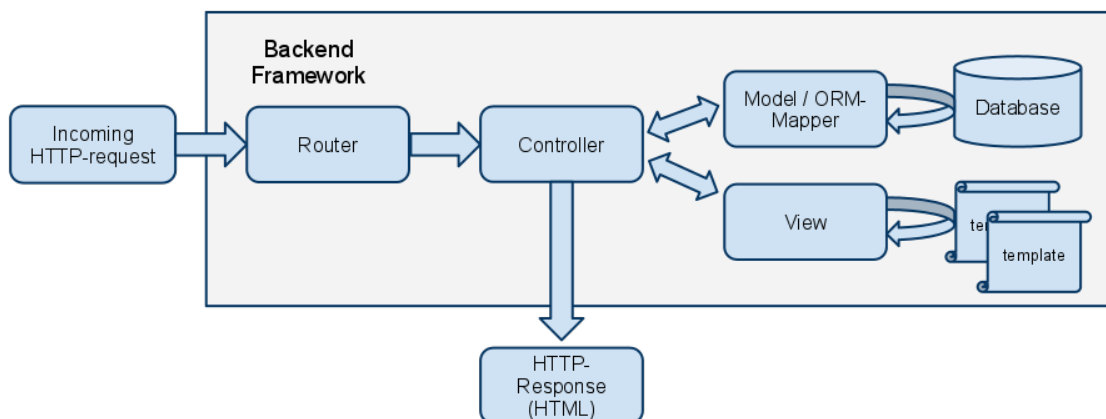 Backend
Framework
Incoming
HTTP-request
Router
Controller
Model / ORM-
Mapper
Database
View
template
HTTP-
Response
(HTML)